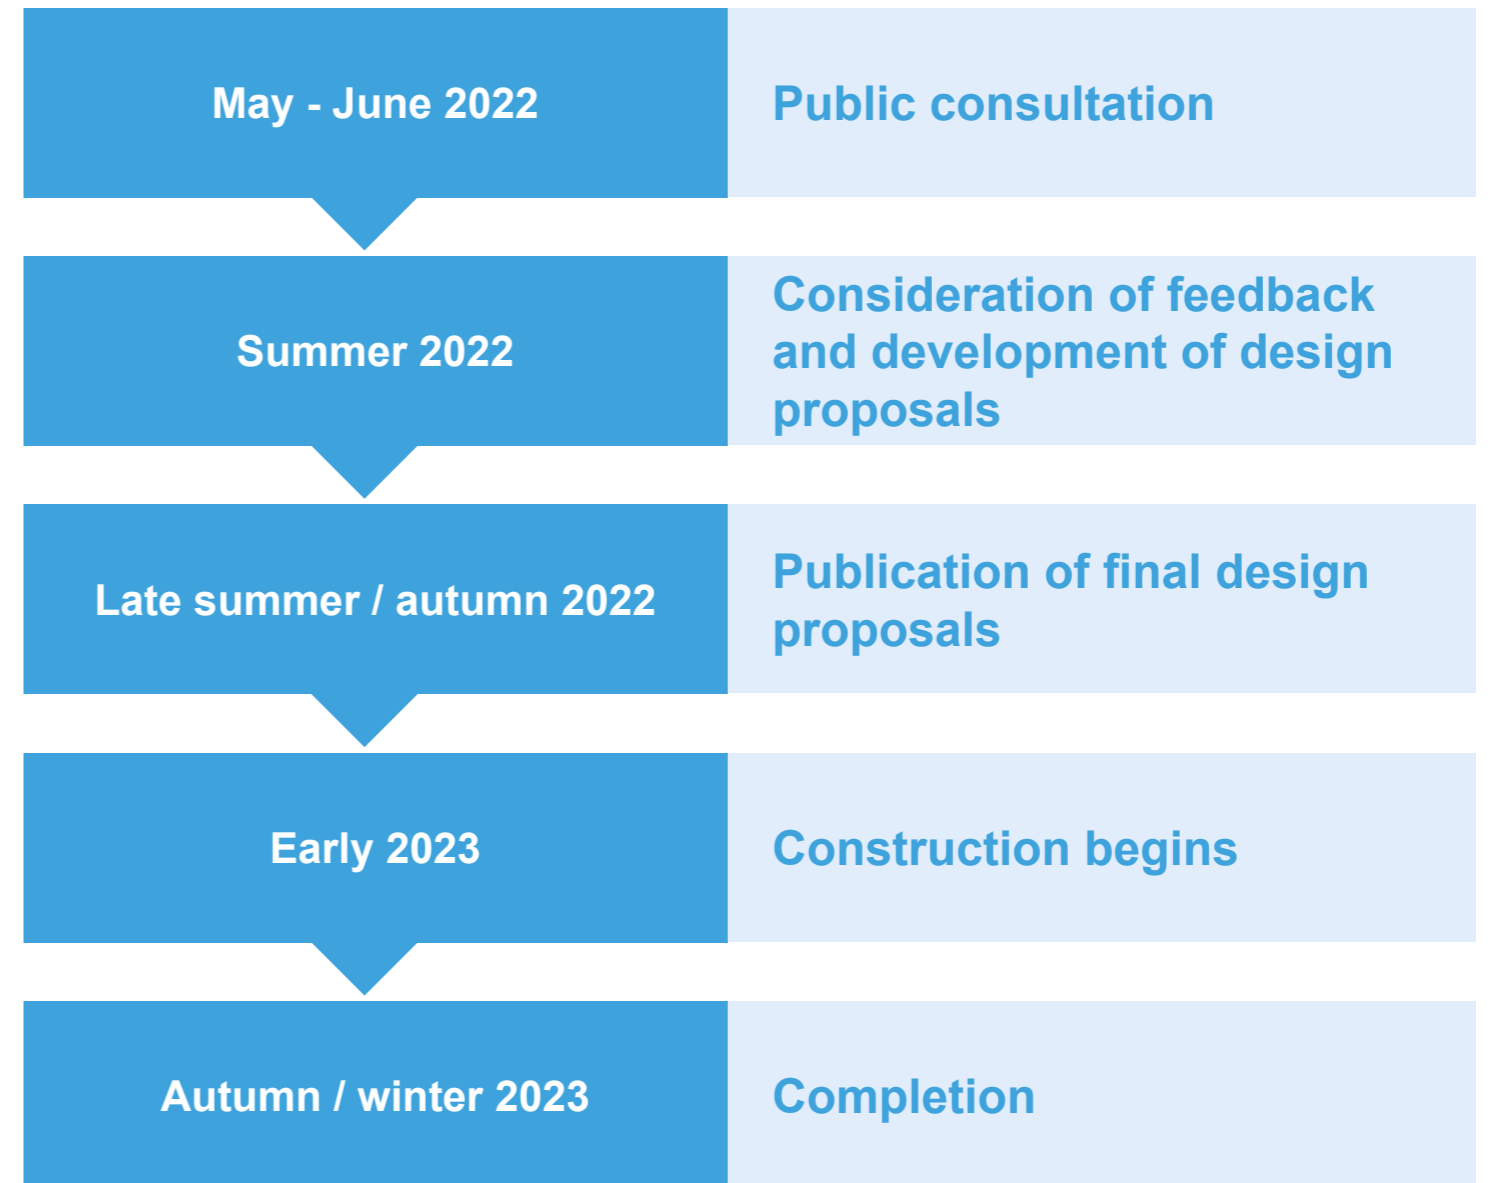 May - June 2022
Public consultation
Summer 2022
Consideration of feedback
and development of design
proposals
Late summer / autumn 2022
Publication of final design
proposals
Early 2023
Construction begins
Autumn / winter 2023
Completion